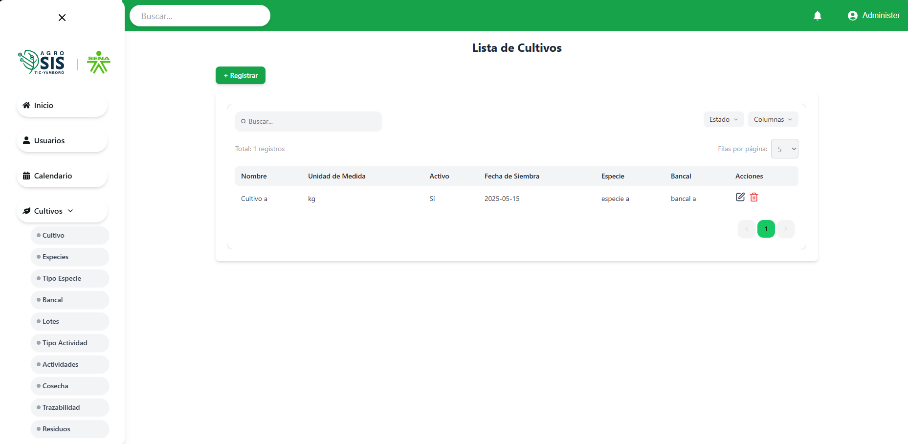 Buscar...
Administer
AGRO
SIS
TIC-YAMBORÓ
SENA
Inicio
Usuarios
Calendario
Cultivos
Cultivo
Especies
Tipo Especie
Bancal
Lotes
Tipo Actividad
Actividades
Cosecha
Trazabilidad
Residuos
Lista de Cultivos
+ Registrar
Buscar...
Estado
Columnas
Total: 1 registros
Filas por página: 5
Nombre Unidad de Medida Activo Fecha de Siembra Especie Bancal Acciones
Cultivo a kg Sí 2025-05-15 especie a bancal a
‹ 1 ›